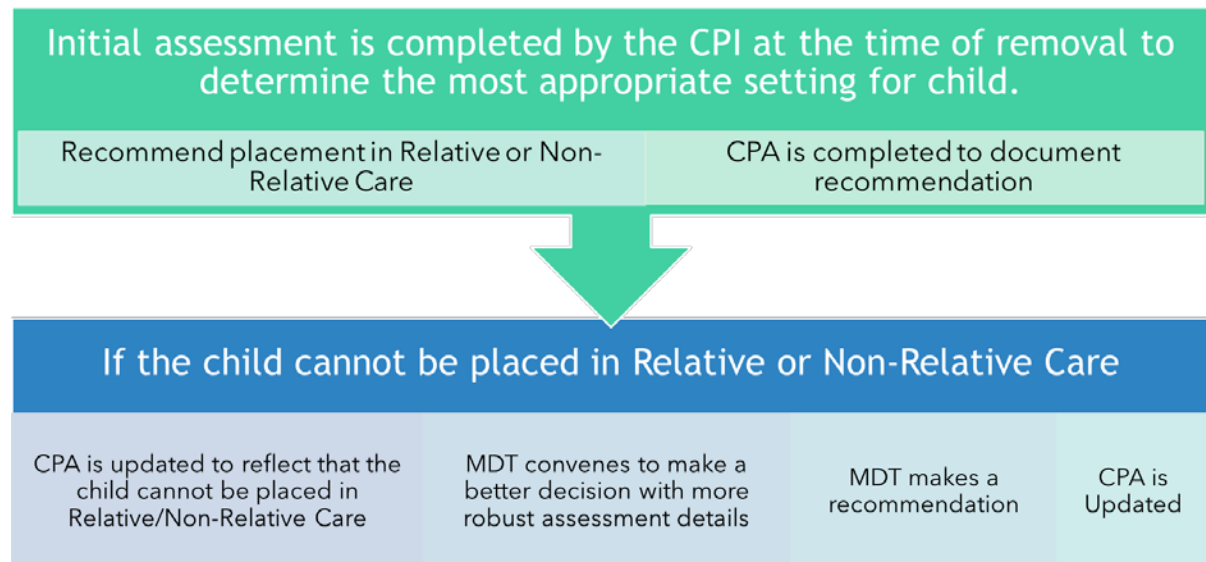 Initial assessment is completed by the CPI at the time of removal to
determine the most appropriate setting for child.
Recommend placement in Relative or Non-
Relative Care
CPA is completed to document
recommendation
If the child cannot be placed in Relative or Non-Relative Care
CPA is updated to reflect that the
child cannot be placed in
Relative/Non-Relative Care
MDT convenes to make a
better decision with more
robust assessment details
MDT makes a
recommendation
CPA is
Updated